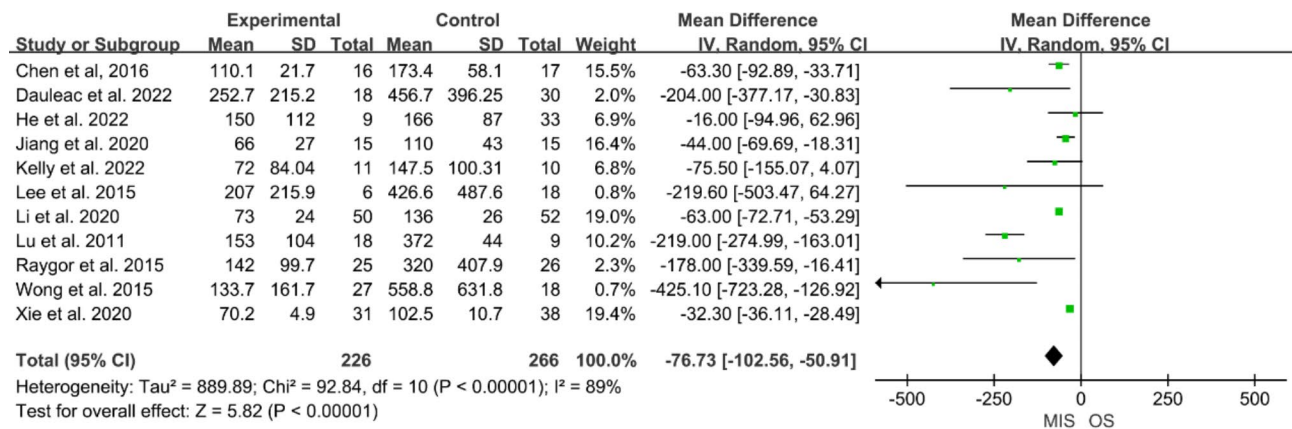 Experimental Control Mean Difference Mean Difference
Study or Subgroup Mean SD Total Mean SD Total Weight IV, Random, 95% CI IV, Random, 95% CI
Chen et al, 2016 110.1 21.7 16 173.4 58.1 17 15.5% -63.30 [-92.89, -33.71]
Dauleac et al. 2022 252.7 215.2 18 456.7 396.25 30 2.0% -204.00 [-377.17, -30.83]
He et al. 2022 150 112 9 166 87 33 6.9% -16.00 [-94.96, 62.96]
Jiang et al. 2020 66 27 15 110 43 15 15.5% -44.00 [-69.69, -18.31]
Kelly et al. 2022 72 84.04 11 147.5 100.31 10 6.8% -75.50 [-155.07, 4.07]
Lee et al. 2015 207 215.9 6 426.6 487.6 18 0.8% -219.60 [-503.47, 64.27]
Li et al. 2020 73 24 50 136 26 52 19.0% -63.00 [-72.71, -53.29]
Lu et al. 2011 153 104 18 372 44 9 10.2% -219.00 [-274.99, -163.01]
Raygor et al. 2015 142 99.7 25 320 407.9 26 2.3% -178.00 [-339.59, -16.41]
Wong et al. 2015 133.7 161.7 27 558.8 631.8 18 0.7% -425.10 [-723.28, -126.92]
Xie et al. 2020 70.2 4.9 31 102.5 10.7 38 19.4% -32.30 [-36.11, -28.49]
Total (95% CI) 226 266 100.0% -76.73 [-102.56, -50.91]
Heterogeneity: Tau² = 889.89; Chi² = 92.84, df = 10 (P < 0.00001); I² = 89%
Test for overall effect: Z = 5.82 (P < 0.00001)
-500 -250 0 250 500
MIS OS